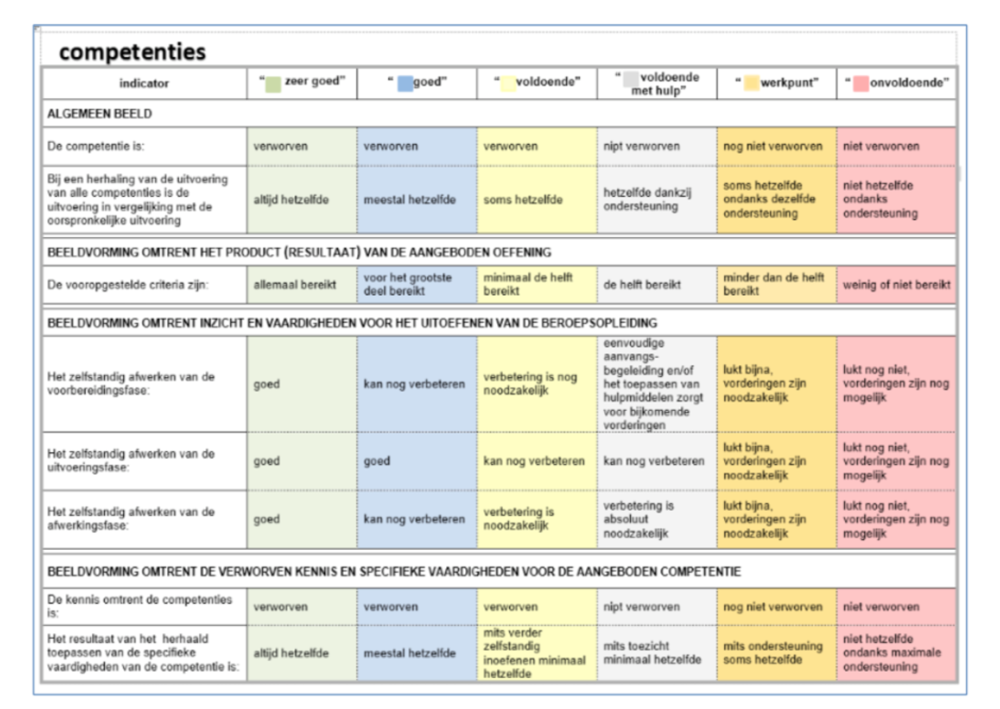 competenties
indicator
“ zeer goed”
“ goed”
“ voldoende”
“ voldoende
met hulp”
“ werkpunt”
“ onvoldoende”
ALGEMEEN BEELD
De competentie is:
verworven
verworven
verworven
nipt verworven
nog niet verworven
niet verworven
Bij een herhaling van de uitvoering
van alle competenties is de
uitvoering in vergelijking met de
oorspronkelijke uitvoering
altijd hetzelfde
meestal hetzelfde
soms hetzelfde
hetzelfde dankzij
ondersteuning
soms hetzelfde
ondanks dezelfde
ondersteuning
niet hetzelfde
ondanks
ondersteuning
BEELDVORMING OMTRENT HET PRODUCT (RESULTAAT) VAN DE AANGEBODEN OEFENING
De vooropgestelde criteria zijn:
allemaal bereikt
voor het grootste
deel bereikt
minimaal de helft
bereikt
de helft bereikt
minder dan de helft
bereikt
weinig of niet bereikt
BEELDVORMING OMTRENT INZICHT EN VAARDIGHEDEN VOOR HET UITOEFENEN VAN DE BEROEPSOPLEIDING
Het zelfstandig afwerken van de
voorbereidingsfase:
goed
kan nog verbeteren
verbetering is nog
noodzakelijk
eenvoudige
aanvangs-
begeleiding en/of
het toepassen van
hulpmiddelen zorgt
voor bijkomende
vorderingen
lukt bijna,
vorderingen zijn
noodzakelijk
lukt nog niet,
vorderingen zijn nog
mogelijk
Het zelfstandig afwerken van de
uitvoeringsfase:
goed
goed
kan nog verbeteren
kan nog verbeteren
lukt bijna,
vorderingen zijn
noodzakelijk
lukt nog niet,
vorderingen zijn nog
mogelijk
Het zelfstandig afwerken van de
afwerkingsfase:
goed
kan nog verbeteren
verbetering is
noodzakelijk
verbetering is
absoluut
noodzakelijk
lukt bijna,
vorderingen zijn
noodzakelijk
lukt nog niet,
vorderingen zijn nog
mogelijk
BEELDVORMING OMTRENT DE VERWORVEN KENNIS EN SPECIFIEKE VAARDIGHEDEN VOOR DE AANGEBODEN COMPETENTIE
De kennis omtrent de competenties
is:
verworven
verworven
verworven
nipt verworven
nog niet verworven
niet verworven
Het resultaat van het herhaald
toepassen van de specifieke
vaardigheden van de competentie is:
altijd hetzelfde
meestal hetzelfde
mits verder
zelfstandig
inoefenen minimaal
hetzelfde
mits toezicht
minimaal hetzelfde
mits ondersteuning
soms hetzelfde
niet hetzelfde
ondanks maximale
ondersteuning